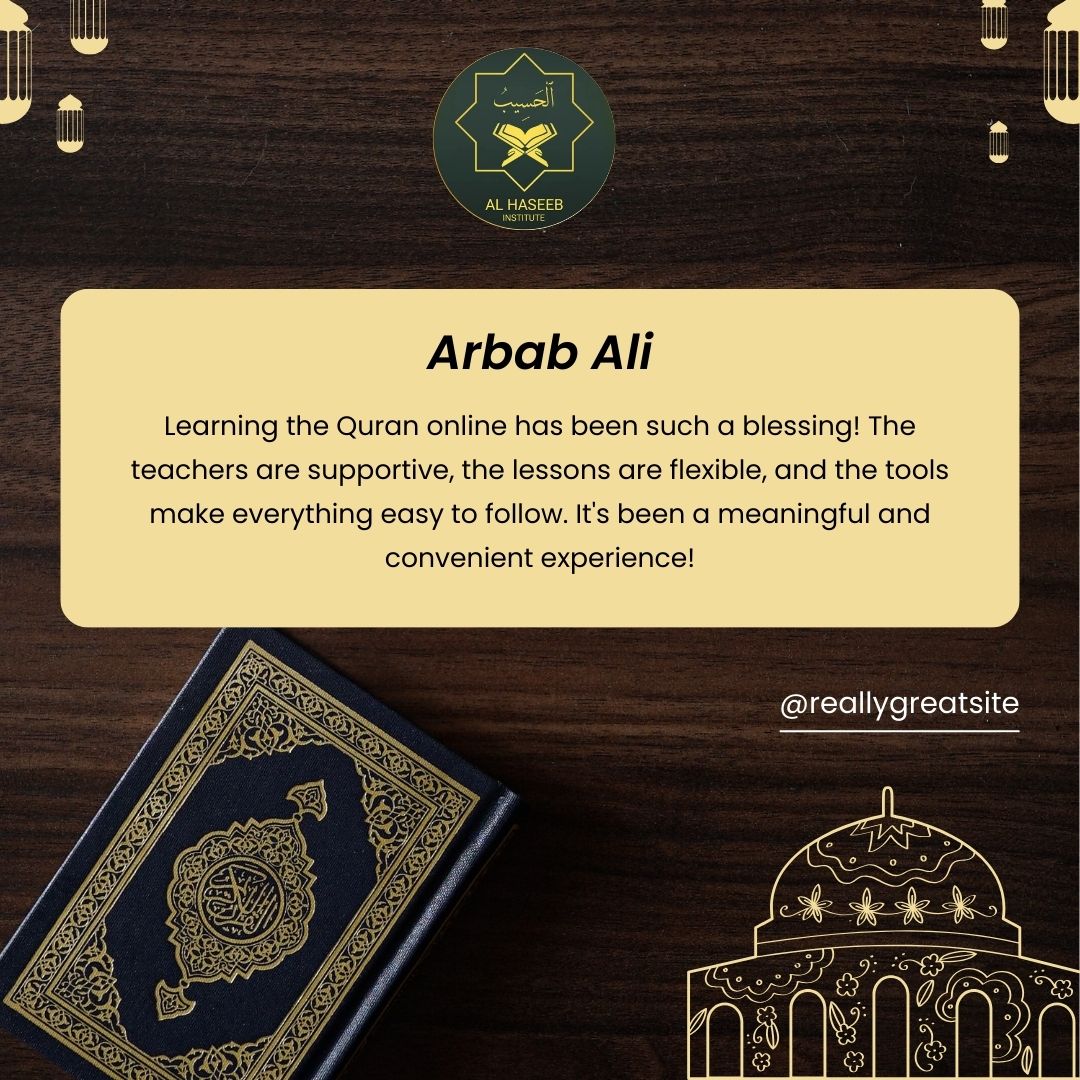 ٱلْحَسِيبُ
AL HASEEB
INSTITUTE
Arbab Ali
Learning the Quran online has been such a blessing! The
teachers are supportive, the lessons are flexible, and the tools
make everything easy to follow. It's been a meaningful and
convenient experience!
@reallygreatsite